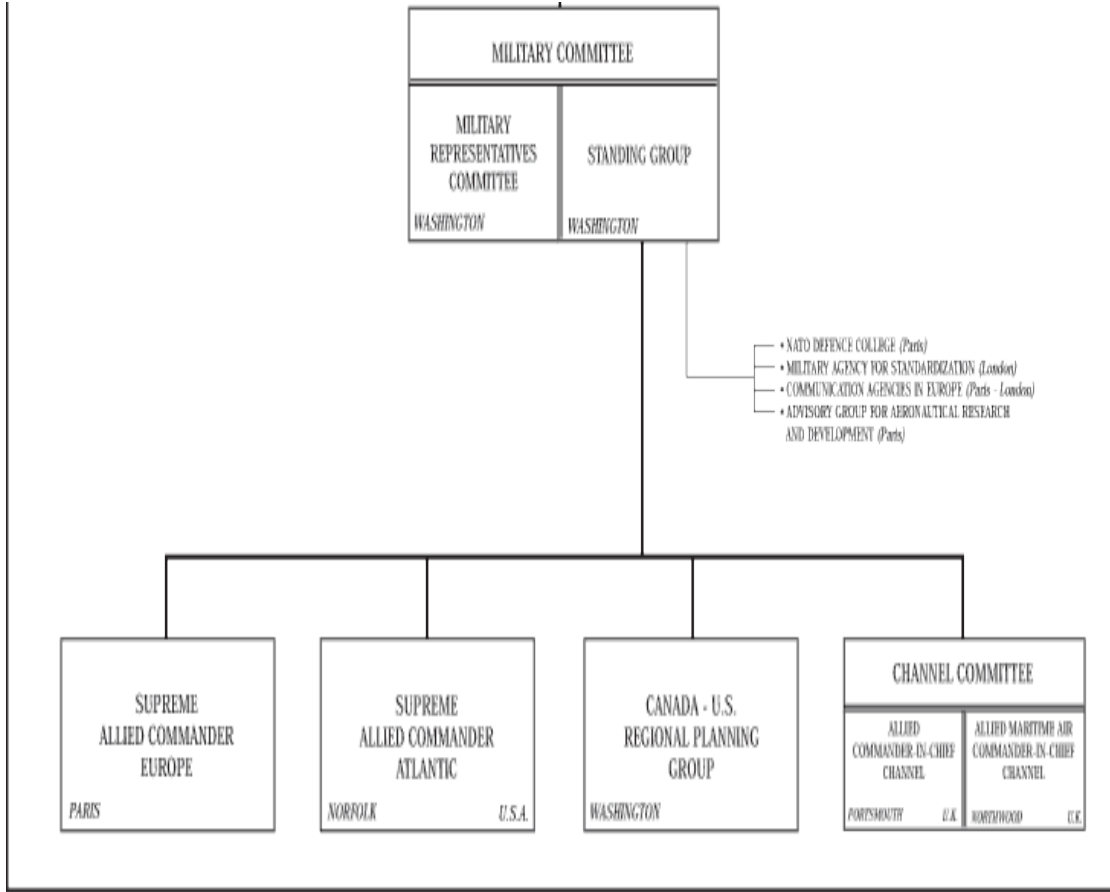 MILITARY COMMITTEE
MILITARY
REPRESENTATIVES
COMMITTEE
WASHINGTON
STANDING GROUP
WASHINGTON
• NATO DEFENCE COLLEGE (Paris)
• MILITARY AGENCY FOR STANDARDIZATION (London)
• COMMUNICATION AGENCIES IN EUROPE (Paris - London)
• ADVISORY GROUP FOR AERONAUTICAL RESEARCH
AND DEVELOPMENT (Paris)
SUPREME
ALLIED COMMANDER
EUROPE
PARIS
SUPREME
ALLIED COMMANDER
ATLANTIC
NORFOLK U.S.A.
CANADA - U.S.
REGIONAL PLANNING
GROUP
WASHINGTON
CHANNEL COMMITTEE
ALLIED
COMMANDER-IN-CHIEF
CHANNEL
PORTSMOUTH U.K.
ALLIED MARITIME AIR
COMMANDER-IN-CHIEF
CHANNEL
NORTHWOOD U.K.